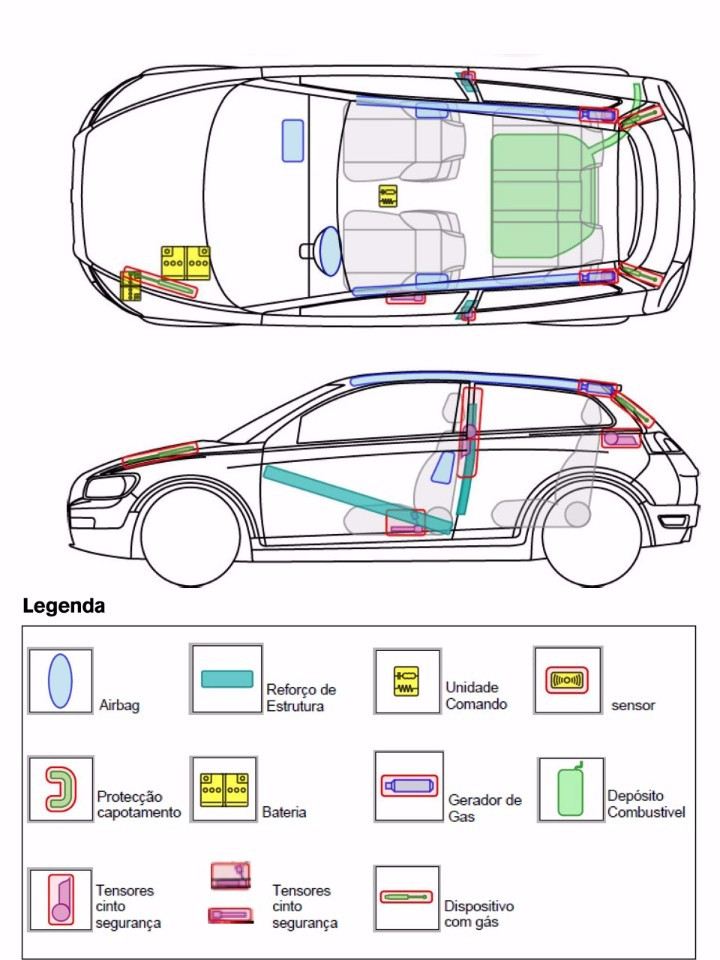 Legenda
Airbag
Reforço de
Estrutura
Unidade
Comando
sensor
Protecção
capotamento
Bateria
Gerador de
Gas
Depósito
Combustivel
Tensores
cinto
segurança
Tensores
cinto
segurança
Dispositivo
com gás